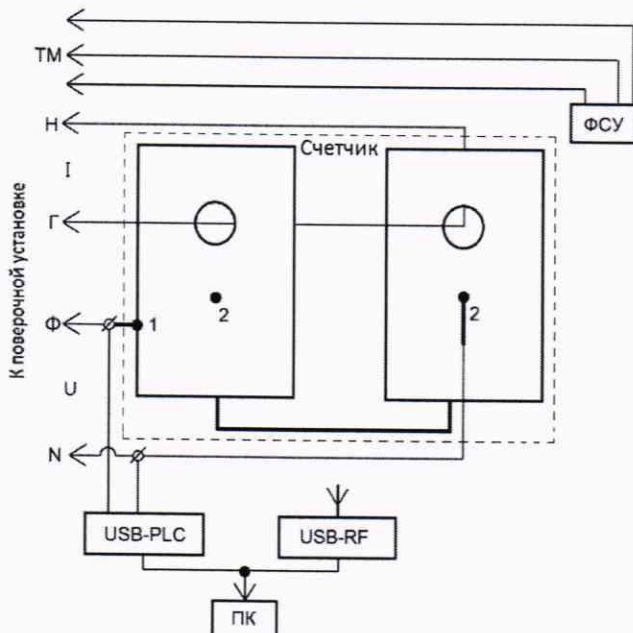 ТМ
ФСУ
Н
Счетчик
I
Г
К поверочной установке
2
2
Ф
1
U
N
USB-PLC
USB-RF
ПК